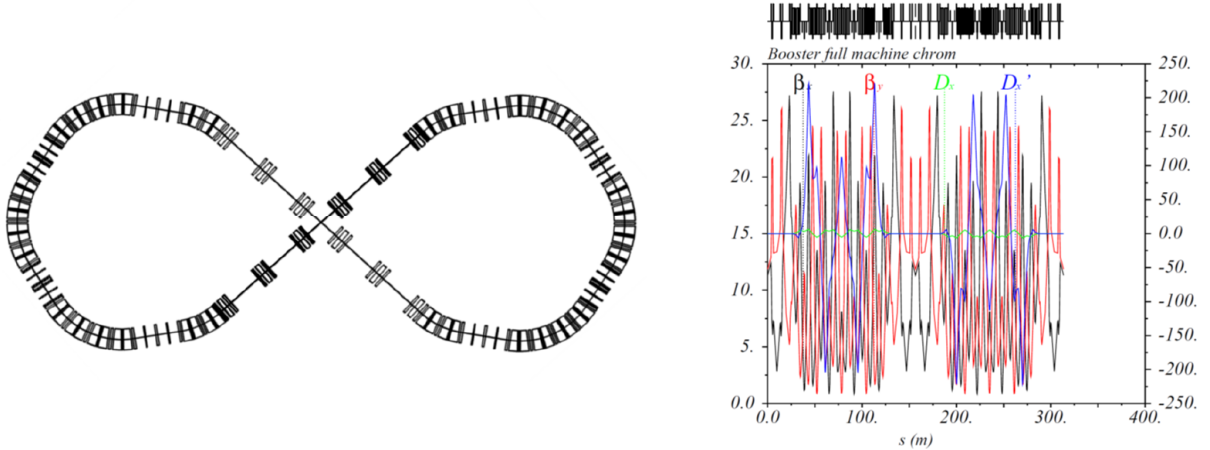 Booster full machine chrom
30. 250.
βx βy Dx Dx'
200.
25. 150.
100.
20. 50.
15. 0.0
-50.
10. -100.
-150.
5. -200.
0.0 -250.
0.0 100. 200. 300. 400.
s (m)